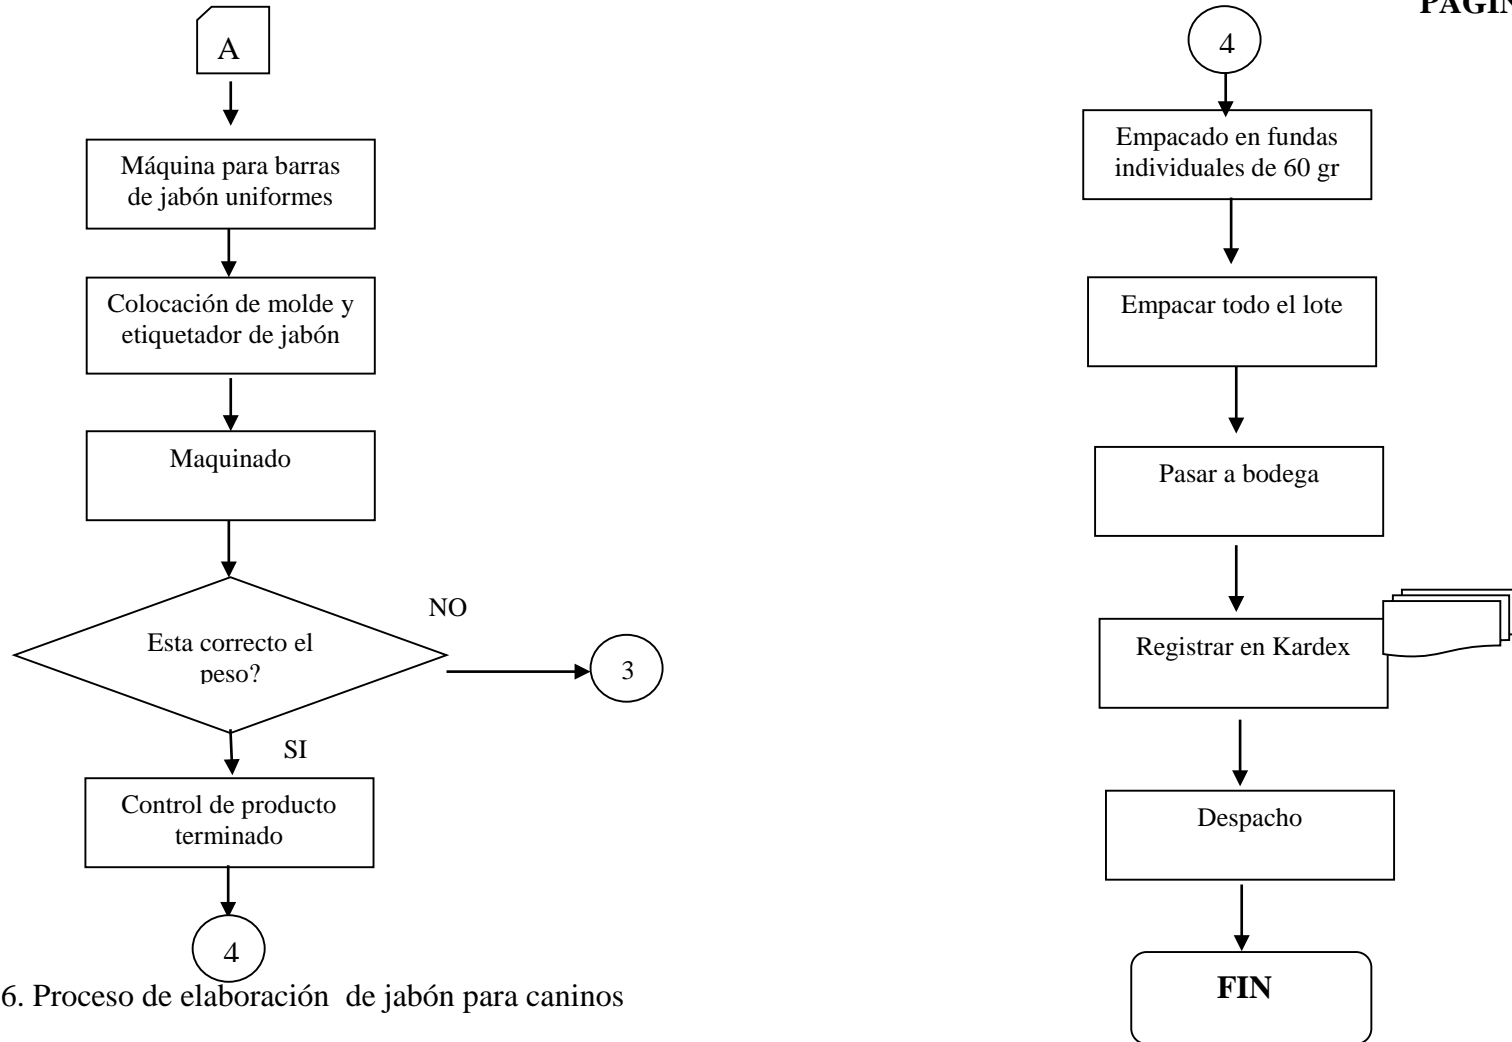 A
Máquina para barras
de jabón uniformes
Colocación de molde y
etiquetador de jabón
Maquinado
Esta correcto el
peso?
NO
3
SI
Control de producto
terminado
4
6. Proceso de elaboración de jabón para caninos
4
Empacado en fundas
individuales de 60 gr
Empacar todo el lote
Pasar a bodega
Registrar en Kardex
Despacho
FIN